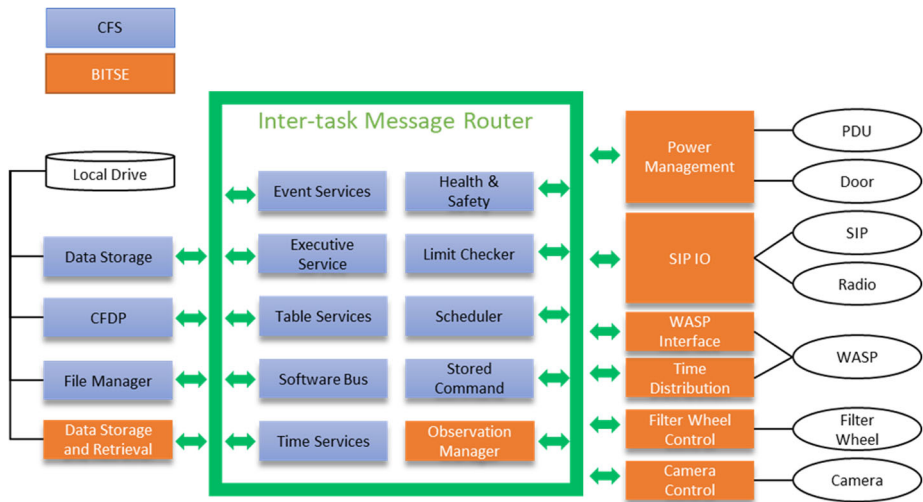 CFS
BITSE
Inter-task Message Router
Local Drive
Data Storage
CFDP
File Manager
Data Storage
and Retrieval
Event Services
Executive
Service
Table Services
Software Bus
Time Services
Health &
Safety
Limit Checker
Scheduler
Stored
Command
Observation
Manager
Power
Management
SIP IO
WASP
Interface
Time
Distribution
Filter Wheel
Control
Camera
Control
PDU
Door
SIP
Radio
WASP
Filter
Wheel
Camera